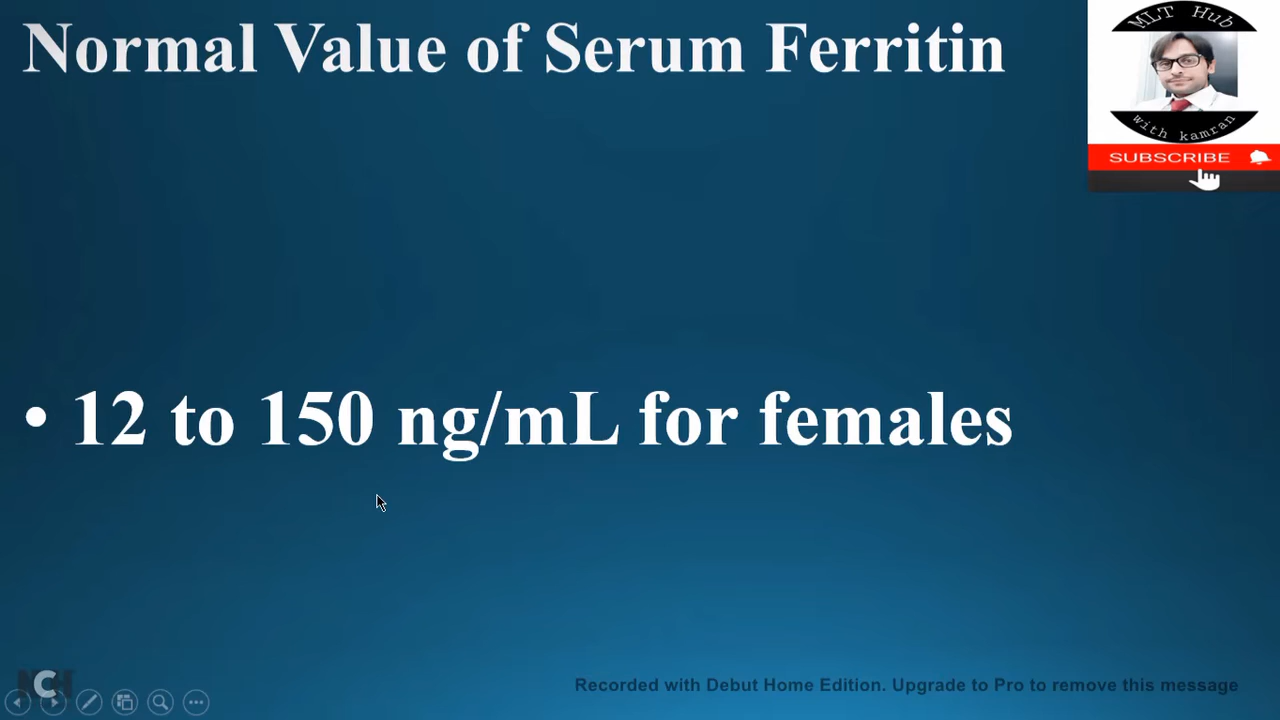 Normal Value of Serum Ferritin
MLT Hub
with kamran
SUBSCRIBE
• 12 to 150 ng/mL for females
Recorded with Debut Home Edition. Upgrade to Pro to remove this message